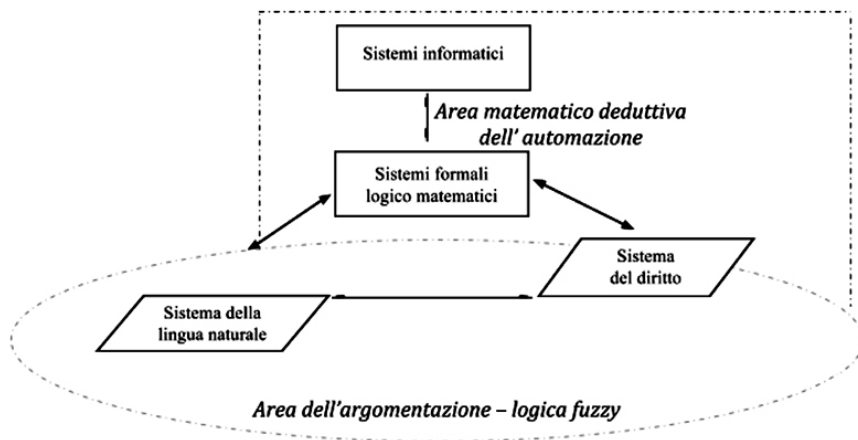 Sistemi informatici
Area matematico deduttiva
dell' automazione
Sistemi formali
logico matematici
Sistema
del diritto
Sistema della
lingua naturale
Area dell'argomentazione – logica fuzzy